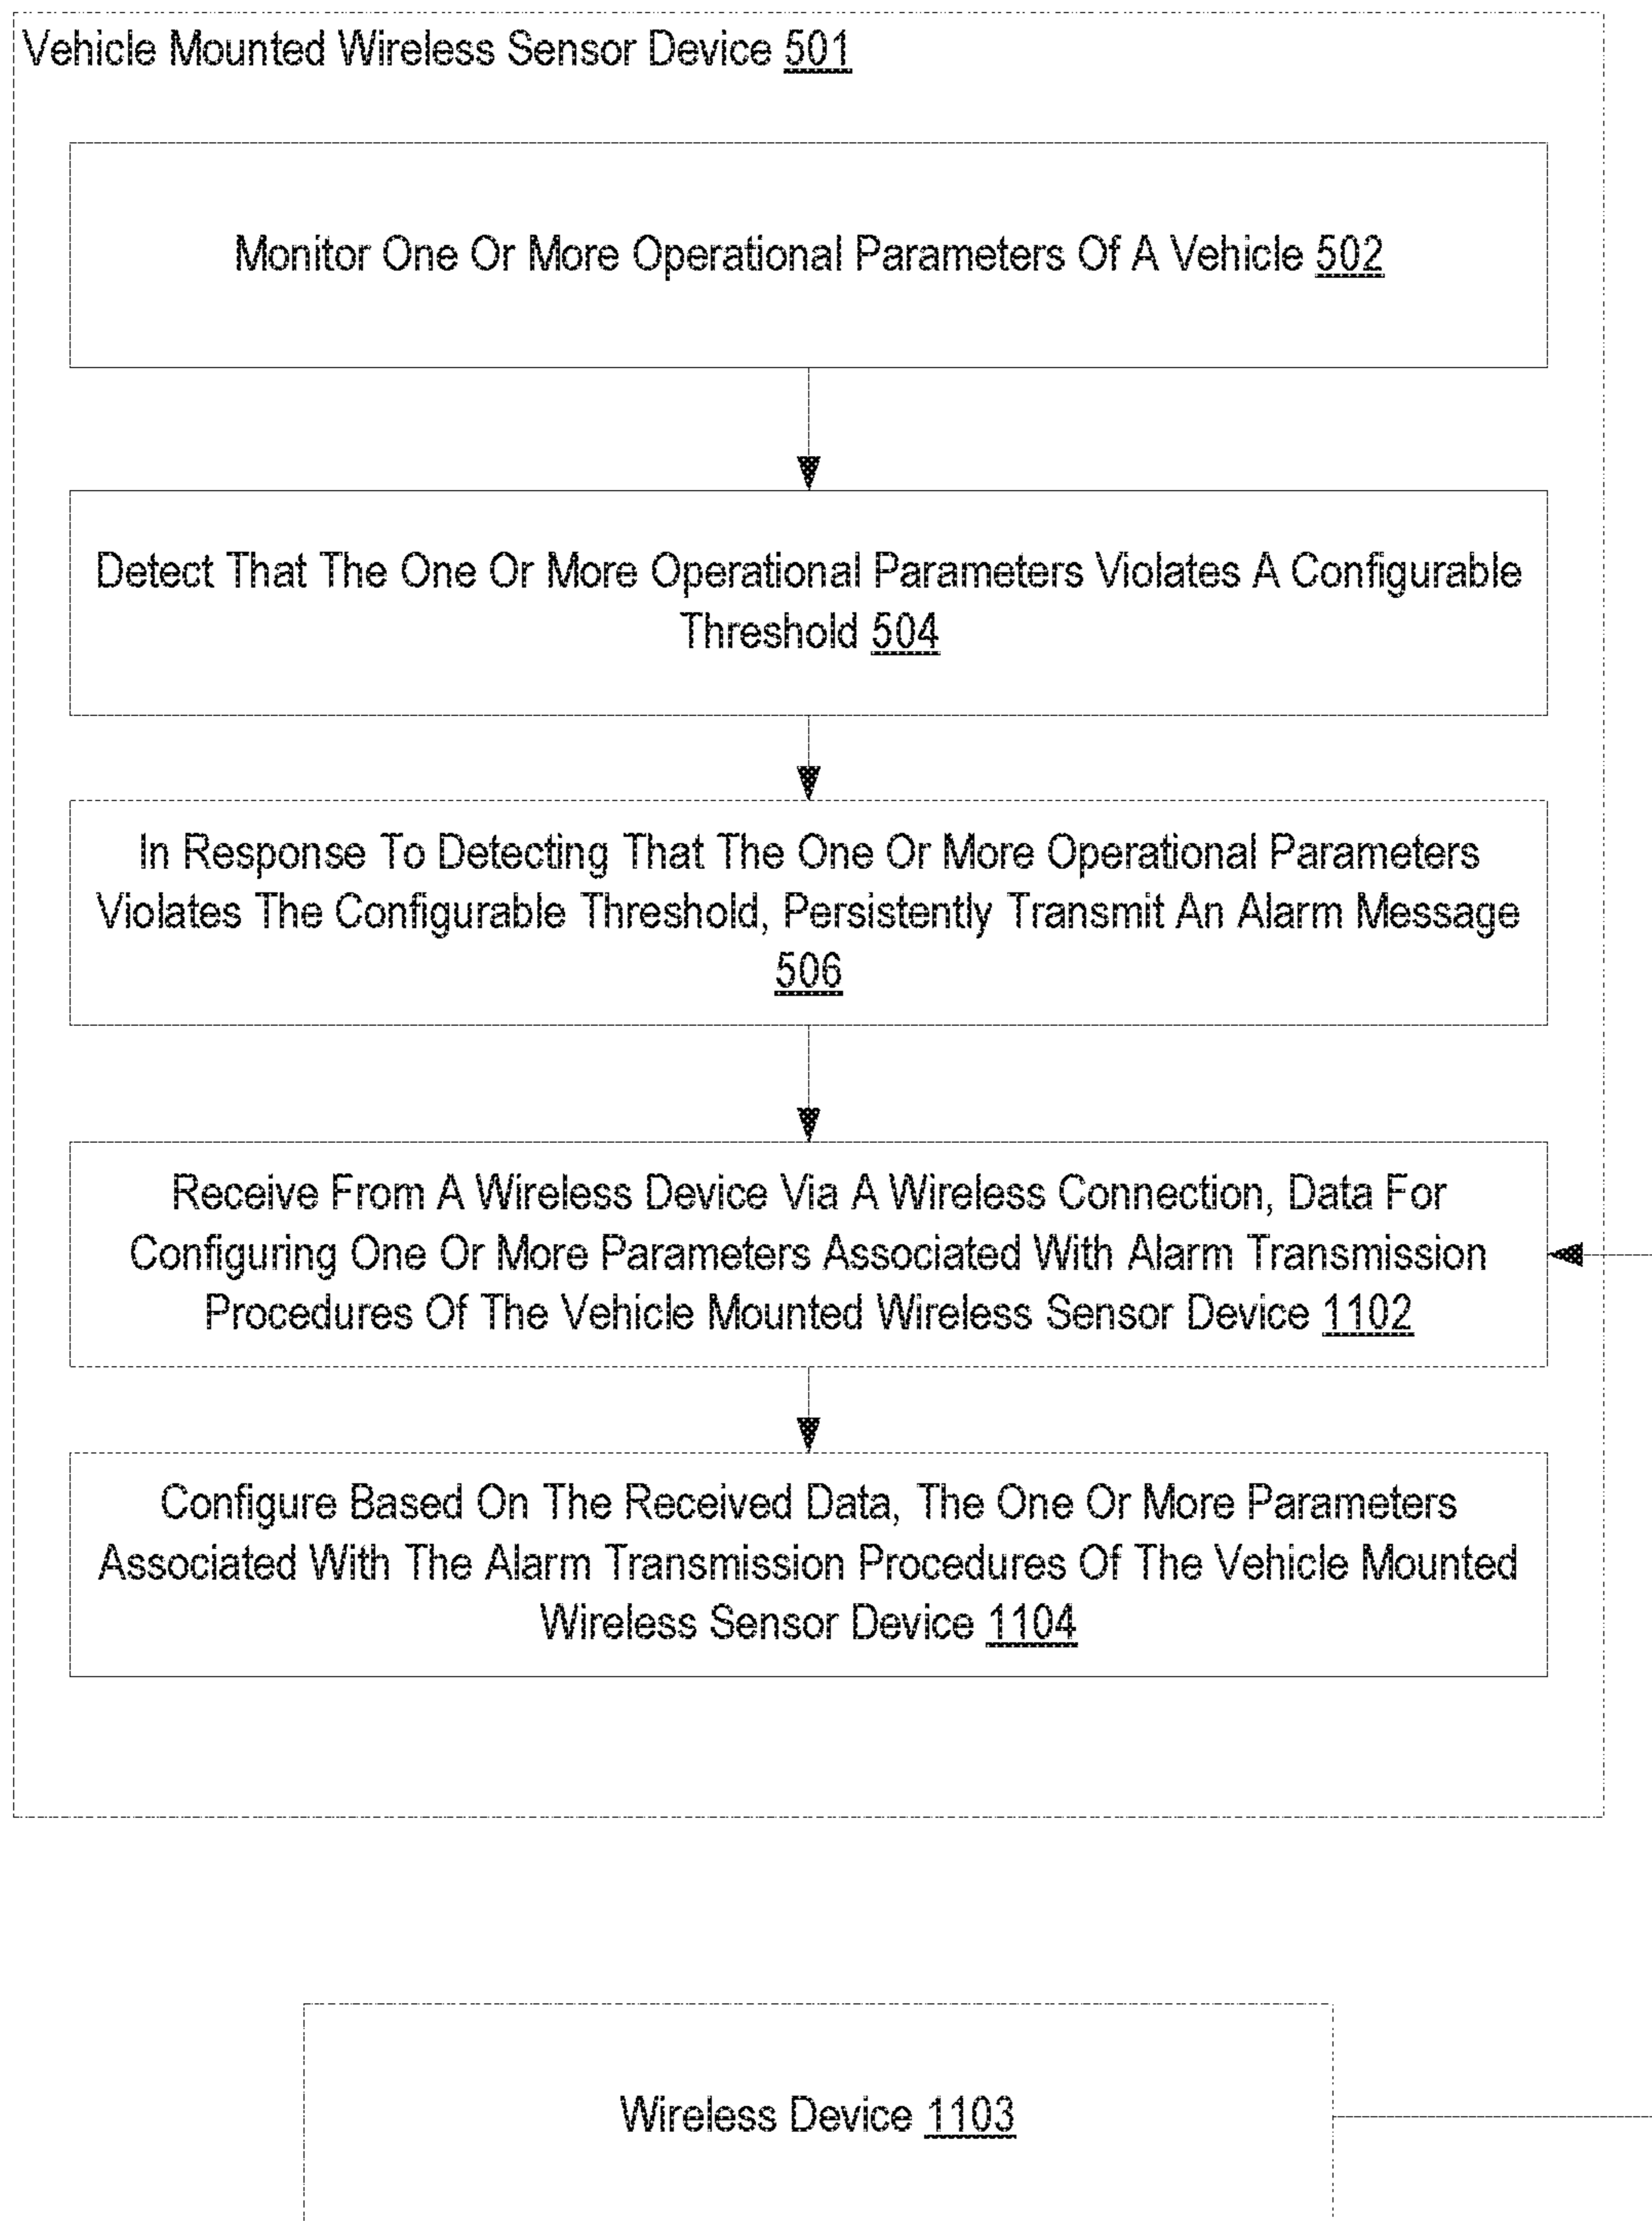 Vehicle Mounted Wireless Sensor Device 501
Monitor One Or More Operational Parameters Of A Vehicle 502
Detect That The One Or More Operational Parameters Violates A Configurable
Threshold 504
In Response To Detecting That The One Or More Operational Parameters
Violates The Configurable Threshold, Persistently Transmit An Alarm Message
506
Receive From A Wireless Device Via A Wireless Connection, Data For
Configuring One Or More Parameters Associated With Alarm Transmission
Procedures Of The Vehicle Mounted Wireless Sensor Device 1102
Configure Based On The Received Data, The One Or More Parameters
Associated With The Alarm Transmission Procedures Of The Vehicle Mounted
Wireless Sensor Device 1104
Wireless Device 1103